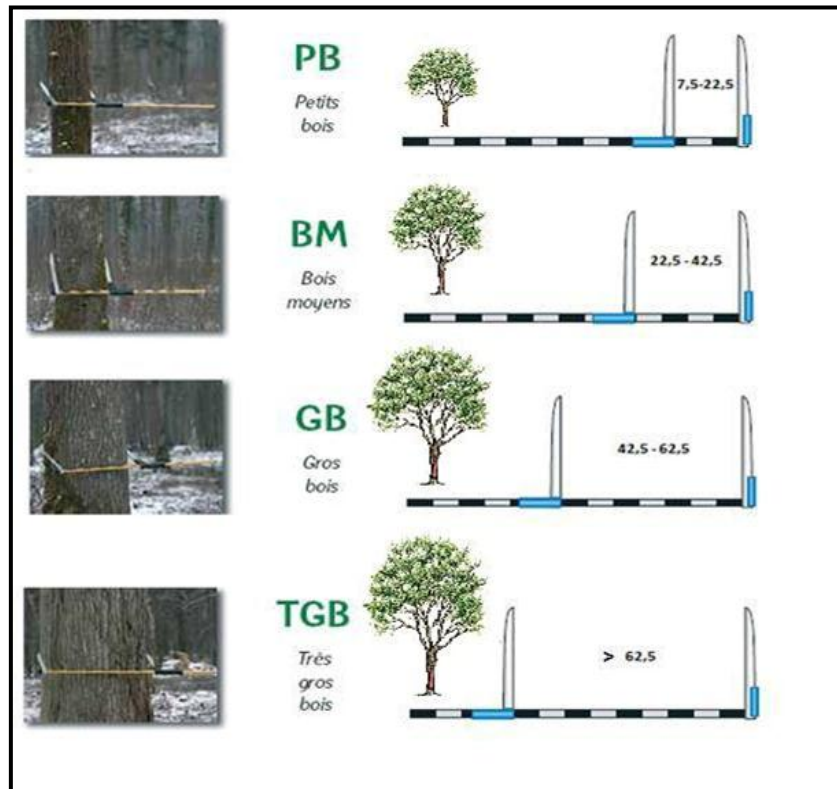 PB
Petits
bois
7,5-22,5
BM
Bois
moyens
22,5 - 42,5
GB
Gros
bois
42,5 - 62,5
TGB
Très
gros
bois
> 62,5